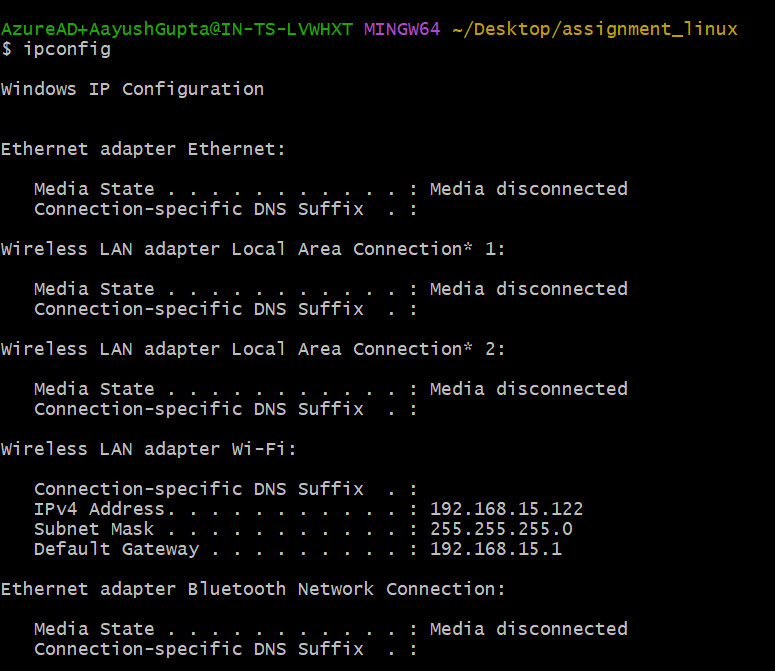 AzureAD+AayushGupta@IN-TS-LVWHXT MINGW64 ~/Desktop/assignment_linux
$ ipconfig
Windows IP Configuration
Ethernet adapter Ethernet:
   Media State . . . . . . . . . . . : Media disconnected
   Connection-specific DNS Suffix  . :
Wireless LAN adapter Local Area Connection* 1:
   Media State . . . . . . . . . . . : Media disconnected
   Connection-specific DNS Suffix  . :
Wireless LAN adapter Local Area Connection* 2:
   Media State . . . . . . . . . . . : Media disconnected
   Connection-specific DNS Suffix  . :
Wireless LAN adapter Wi-Fi:
   Connection-specific DNS Suffix  . :
   IPv4 Address. . . . . . . . . . . : 192.168.15.122
   Subnet Mask . . . . . . . . . . . : 255.255.255.0
   Default Gateway . . . . . . . . . : 192.168.15.1
Ethernet adapter Bluetooth Network Connection:
   Media State . . . . . . . . . . . : Media disconnected
   Connection-specific DNS Suffix  . :